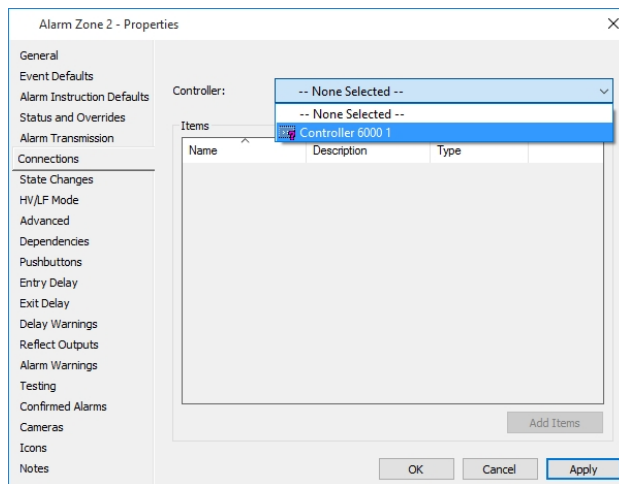 Alarm Zone 2 - Properties
General
Event Defaults
Alarm Instruction Defaults
Status and Overrides
Alarm Transmission
Connections
State Changes
HV/LF Mode
Advanced
Dependencies
Pushbuttons
Entry Delay
Exit Delay
Delay Warnings
Reflect Outputs
Alarm Warnings
Testing
Confirmed Alarms
Cameras
Icons
Notes
Controller:
-- None Selected --
-- None Selected --
Controller 6000 1
Items
Name Description Type
Add Items
OK Cancel Apply